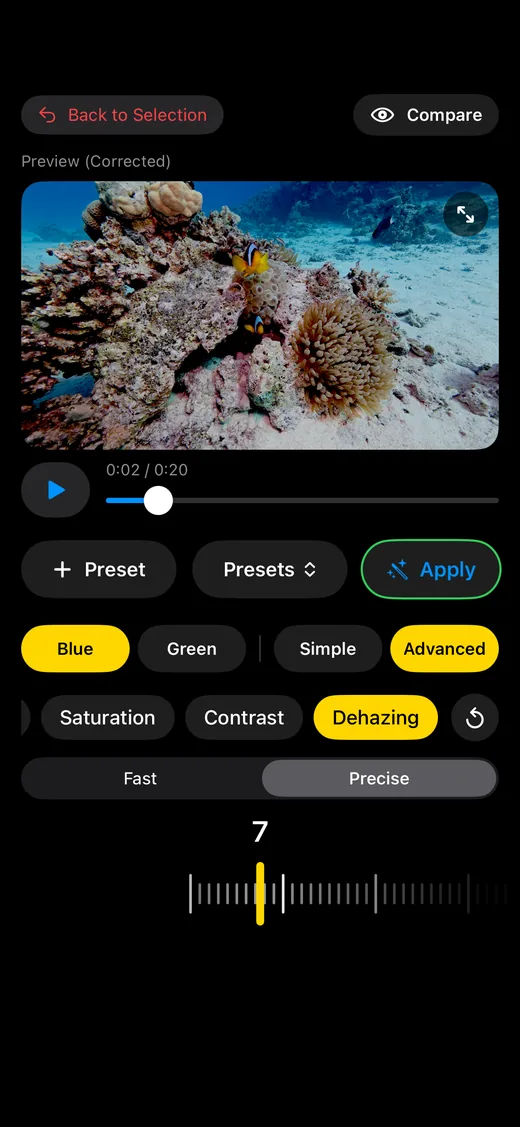 Back to Selection
Compare
Preview (Corrected)
0:02 / 0:20
Preset
Presets
Apply
Blue
Green
Simple
Advanced
Saturation
Contrast
Dehazing
Fast
Precise
7